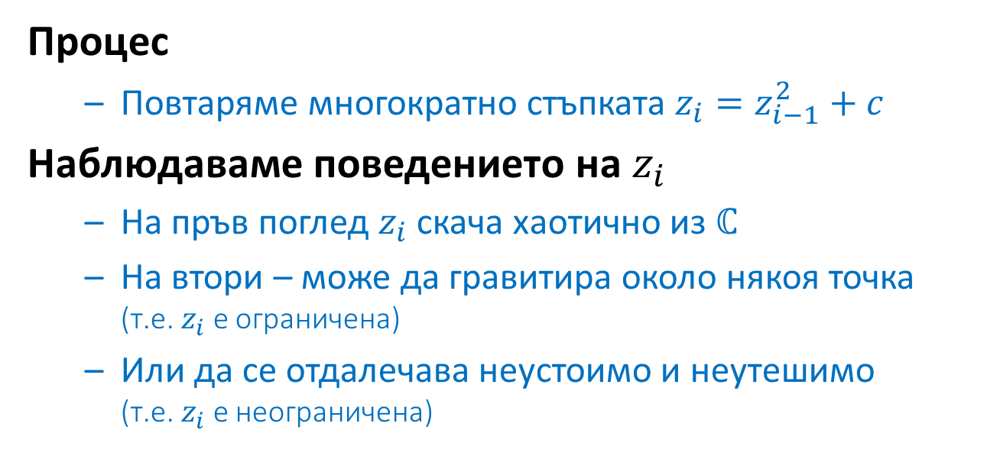 Процес
– Повтаряме многократно стъпката $z_i = z_{i-1}^2 + c$
Наблюдаваме поведението на $z_i$
– На пръв поглед $z_i$ скача хаотично из ℂ
– На втори – може да гравитира около някоя точка
(т.е. $z_i$ е ограничена)
– Или да се отдалечава неустоимо и неутешимо
(т.е. $z_i$ е неограничена)